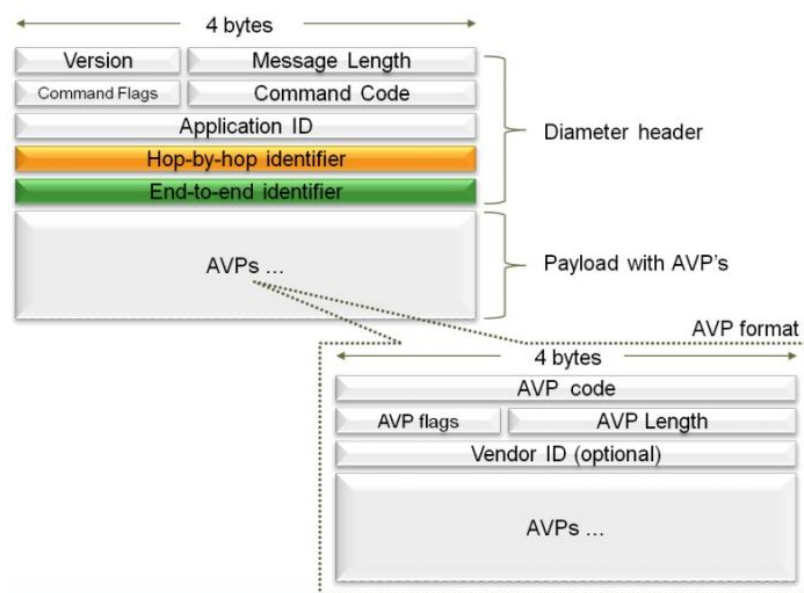 4 bytes
Version Message Length
Command Flags Command Code
Application ID
Hop-by-hop identifier
End-to-end identifier
Diameter header
AVPs ...
Payload with AVP's
AVP format
4 bytes
AVP code
AVP flags AVP Length
Vendor ID (optional)
AVPs ...